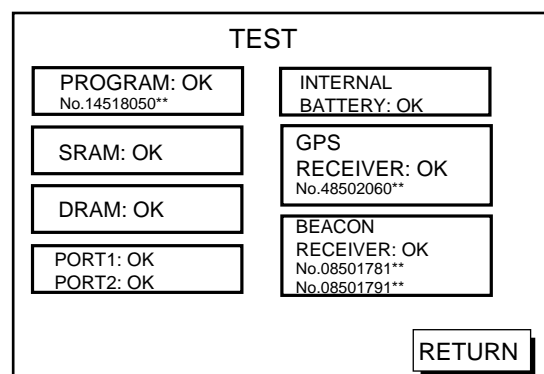 TEST
PROGRAM: OK
No.14518050**
SRAM: OK
DRAM: OK
PORT1: OK
PORT2: OK
INTERNAL
BATTERY: OK
GPS
RECEIVER: OK
No.48502060**
BEACON
RECEIVER: OK
No.08501781**
No.08501791**
RETURN